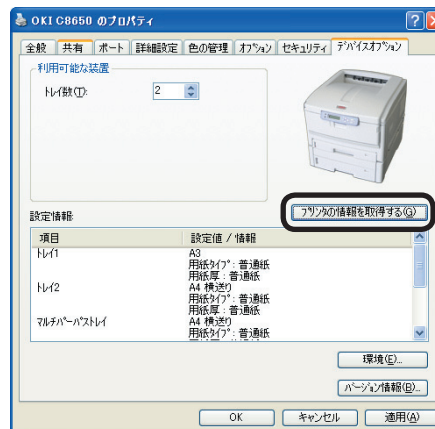 OKI C8650 のプロパティ
全般 共有 ポート 詳細設定 色の管理 オプション セキュリティ デバイスオプション
利用可能な装置
トレイ数(T): 2
プリンタの情報を取得する(G)
設定情報:
項目 設定値 / 情報
トレイ1 A3
用紙タイプ : 普通紙
用紙厚 : 普通紙
トレイ2 A4 横送り
用紙タイプ : 普通紙
用紙厚 : 普通紙
マルチパーパストレイ A4 横送り
用紙タイプ : 普通紙
環境(E)...
バージョン情報(B)...
OK キャンセル 適用(A)